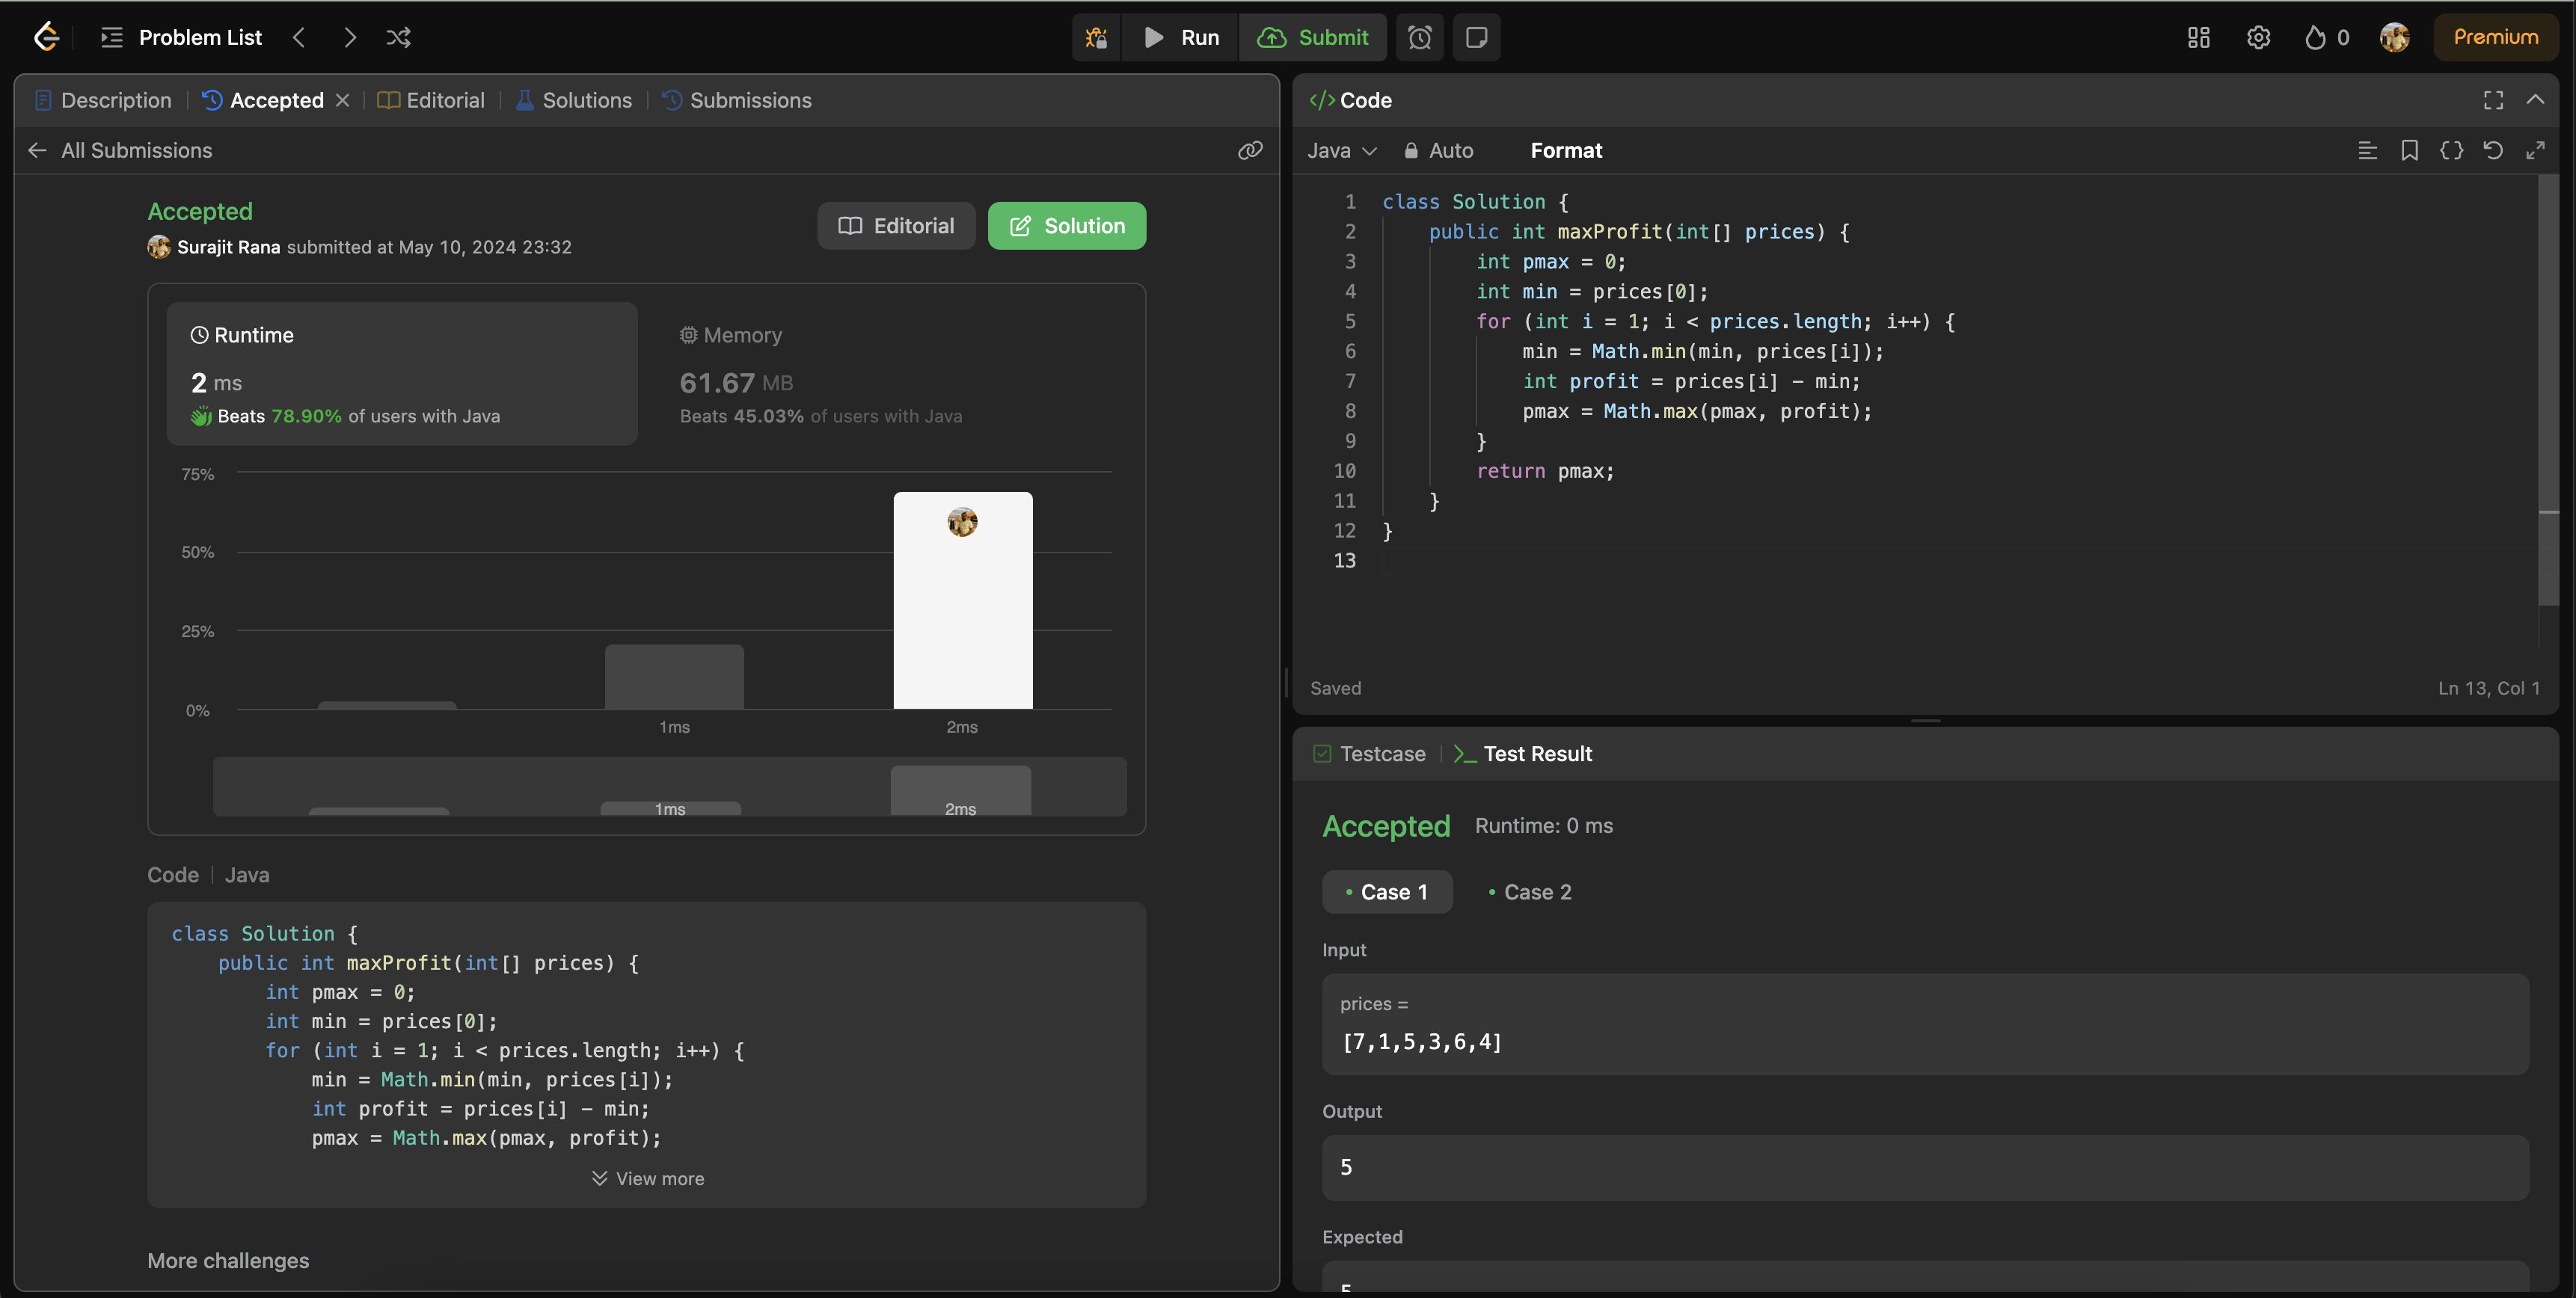 Problem List
Run
Submit
0
Premium
Description
Accepted
Editorial
Solutions
Submissions
All Submissions
Accepted
Surajit Rana submitted at May 10, 2024 23:32
Editorial
Solution
Runtime
2 ms
Beats 78.90% of users with Java
Memory
61.67 MB
Beats 45.03% of users with Java
75%
50%
25%
0%
1ms
2ms
1ms
2ms
Code
Java
class Solution {
public int maxProfit(int[] prices) {
int pmax = 0;
int min = prices[0];
for (int i = 1; i < prices.length; i++) {
min = Math.min(min, prices[i]);
int profit = prices[i] - min;
pmax = Math.max(pmax, profit);
View more
More challenges
</> Code
Java
Auto
Format
1 class Solution {
2 public int maxProfit(int[] prices) {
3 int pmax = 0;
4 int min = prices[0];
5 for (int i = 1; i < prices.length; i++) {
6 min = Math.min(min, prices[i]);
7 int profit = prices[i] - min;
8 pmax = Math.max(pmax, profit);
9 }
10 return pmax;
11 }
12 }
13
Saved
Ln 13, Col 1
Testcase
Test Result
Accepted
Runtime: 0 ms
• Case 1
• Case 2
Input
prices =
[7,1,5,3,6,4]
Output
5
Expected
5